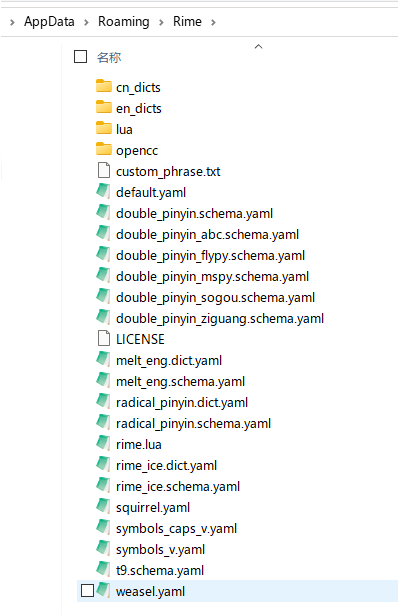 AppData > Roaming > Rime >
名称
cn_dicts
en_dicts
lua
opencc
custom_phrase.txt
default.yaml
double_pinyin.schema.yaml
double_pinyin_abc.schema.yaml
double_pinyin_flypy.schema.yaml
double_pinyin_mspy.schema.yaml
double_pinyin_sogou.schema.yaml
double_pinyin_ziguang.schema.yaml
LICENSE
melt_eng.dict.yaml
melt_eng.schema.yaml
radical_pinyin.dict.yaml
radical_pinyin.schema.yaml
rime.lua
rime_ice.dict.yaml
rime_ice.schema.yaml
squirrel.yaml
symbols_caps_v.yaml
symbols_v.yaml
t9.schema.yaml
weasel.yaml